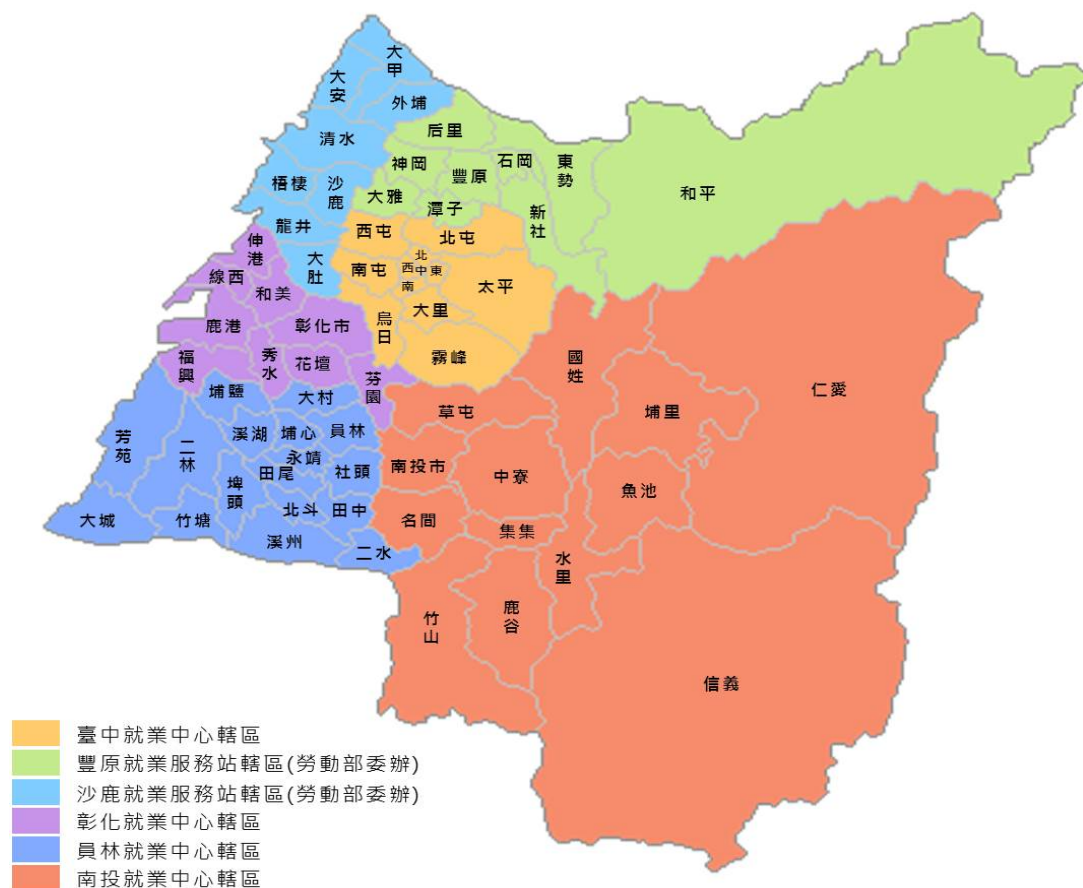 大甲
大安
外埔
清水
后里
神岡
石岡
東勢
豐原
梧棲
沙鹿
大雅
和平
潭子
新社
龍井
西屯
北屯
伸港
大肚
南屯
北
西中東
南
線西
和美
太平
大里
鹿港
彰化市
烏日
霧峰
福興
秀水
花壇
芬園
國姓
埔鹽
大村
草屯
埔里
仁愛
芳苑
二林
溪湖
埔心
員林
永靖
田尾
社頭
南投市
中寮
魚池
埤頭
北斗
田中
名間
集集
大城
竹塘
溪州
二水
水里
竹山
鹿谷
信義
臺中就業中心轄區
豐原就業服務站轄區(勞動部委辦)
沙鹿就業服務站轄區(勞動部委辦)
彰化就業中心轄區
員林就業中心轄區
南投就業中心轄區